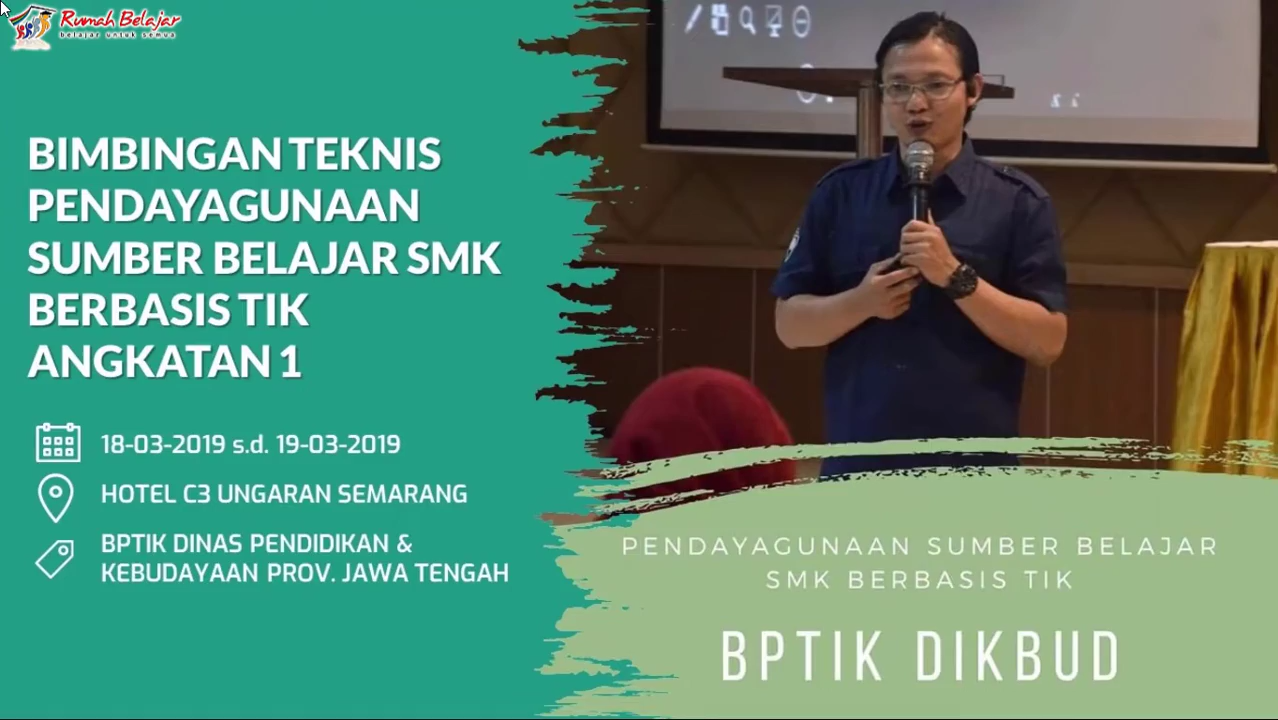 Rumah Belajar
belajar untuk semua
BIMBINGAN TEKNIS
PENDAYAGUNAAN
SUMBER BELAJAR SMK
BERBASIS TIK
ANGKATAN 1
18-03-2019 s.d. 19-03-2019
HOTEL C3 UNGARAN SEMARANG
BPTIK DINAS PENDIDIKAN &
KEBUDAYAAN PROV. JAWA TENGAH
PENDAYAGUNAAN SUMBER BELAJAR
SMK BERBASIS TIK
BPTIK DIKBUD